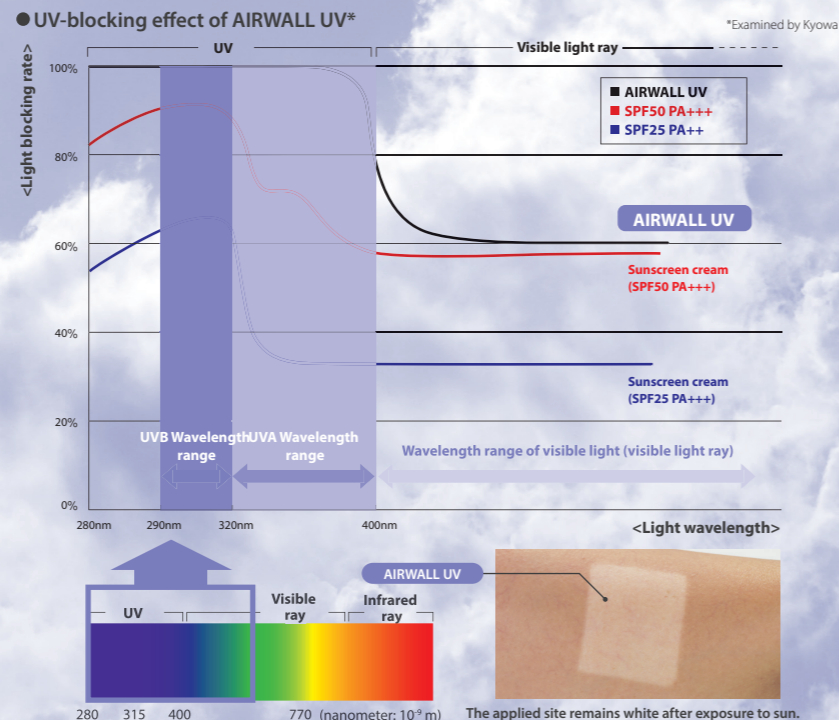 ● UV-blocking effect of AIRWALL UV*
*Examined by Kyowa
<Light blocking rate>
UV
Visible light ray
100%
80%
60%
40%
20%
0%
■ AIRWALL UV
■ SPF50 PA+++
■ SPF25 PA++
AIRWALL UV
Sunscreen cream
(SPF50 PA+++)
Sunscreen cream
(SPF25 PA+++)
UVB Wavelength
range
UVA Wavelength
range
Wavelength range of visible light (visible light ray)
280nm
290nm
320nm
400nm
<Light wavelength>
AIRWALL UV
UV
Visible
ray
Infrared
ray
280 315 400 770 (nanometer: 10⁻⁹ m)
The applied site remains white after exposure to sun.